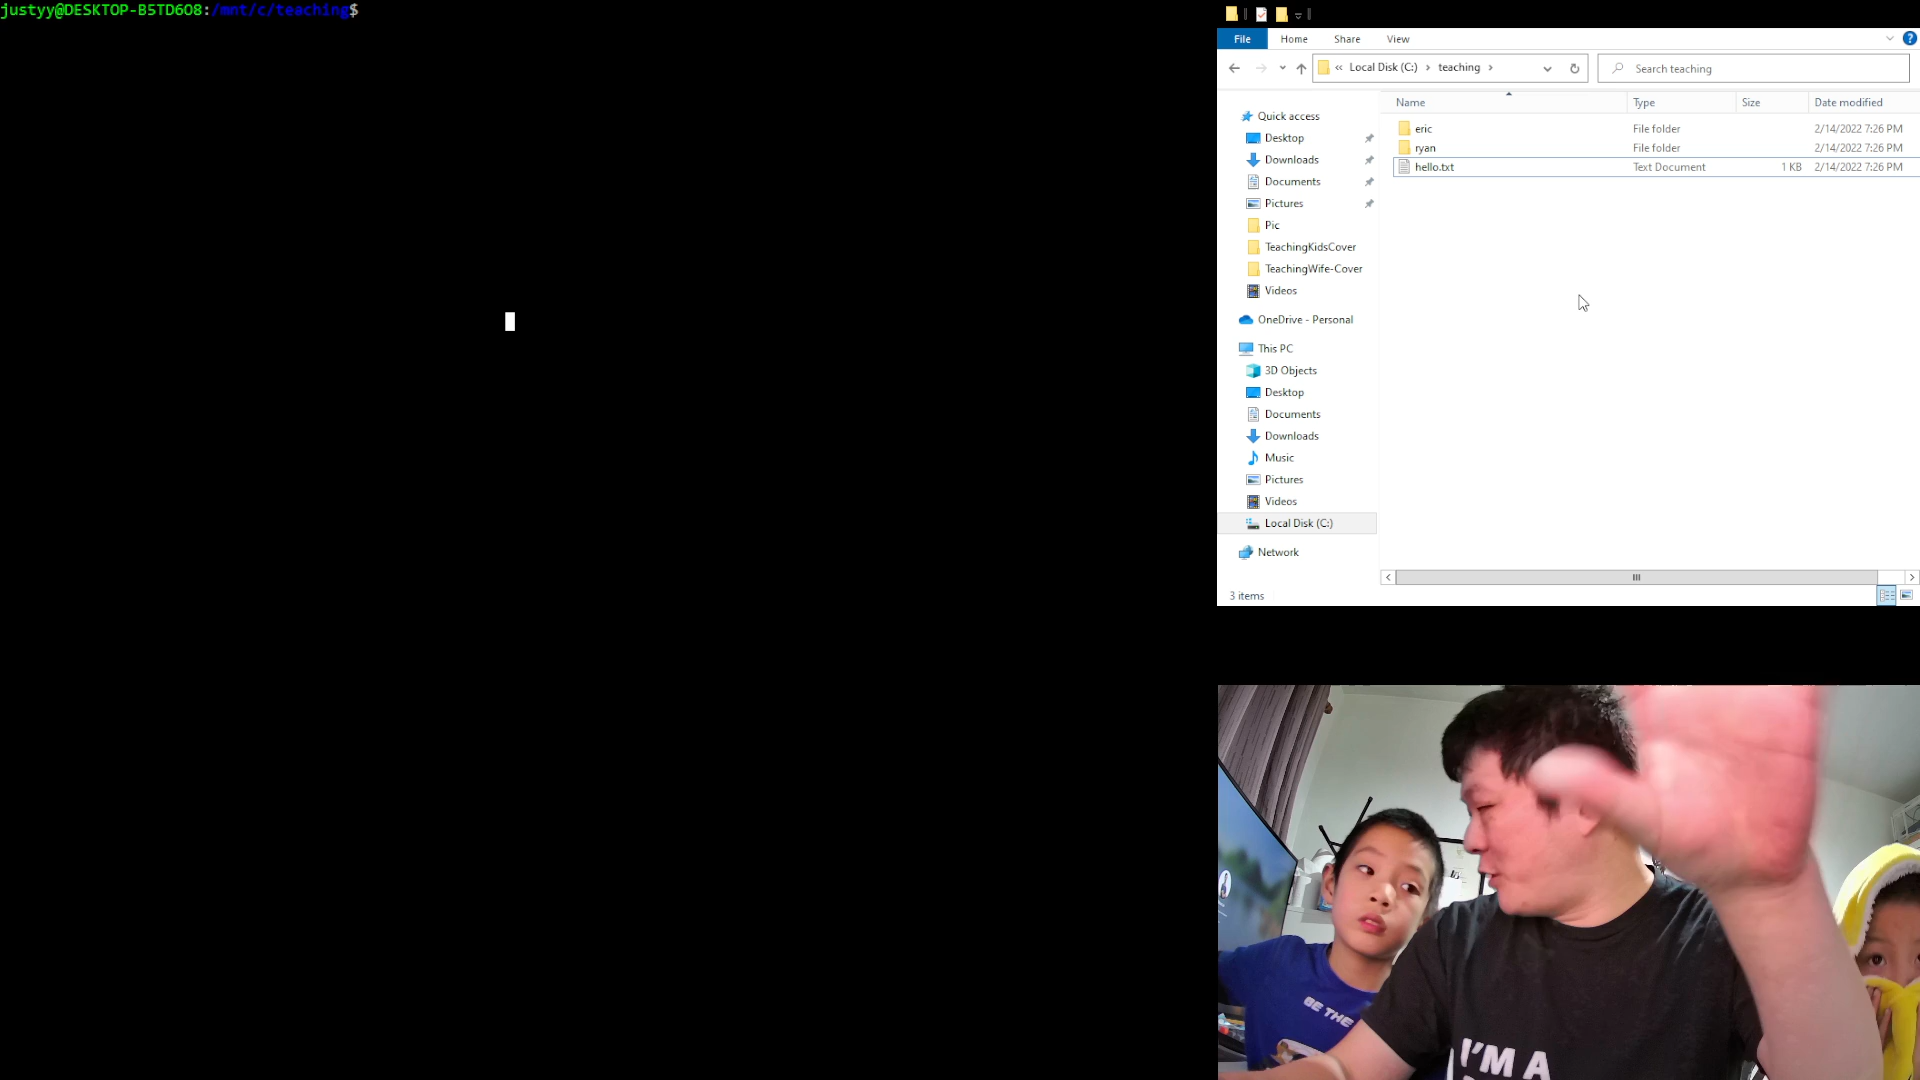 justyy@DESKTOP-B5TD6O8:/mnt/c/teaching$
File Home Share View
« Local Disk (C:) › teaching ›
Search teaching
Name Type Size Date modified
eric File folder 2/14/2022 7:26 PM
ryan File folder 2/14/2022 7:26 PM
hello.txt Text Document 1 KB 2/14/2022 7:26 PM
Quick access
Desktop
Downloads
Documents
Pictures
Pic
TeachingKidsCover
TeachingWife-Cover
Videos
OneDrive - Personal
This PC
3D Objects
Desktop
Documents
Downloads
Music
Pictures
Videos
Local Disk (C:)
Network
3 items
BE THE
I'M A